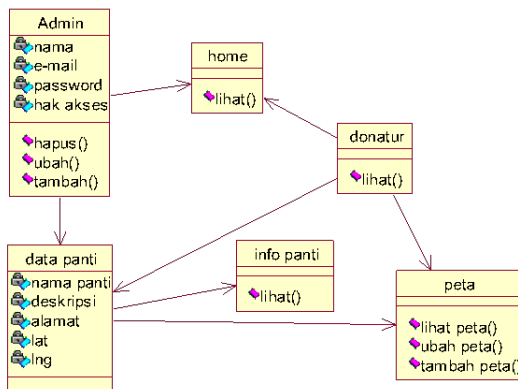 Admin
nama
e-mail
password
hak akses
hapus()
ubah()
tambah()
home
lihat()
donatur
lihat()
data panti
nama panti
deskripsi
alamat
lat
lng
info panti
lihat()
peta
lihat peta()
ubah peta()
tambah peta()